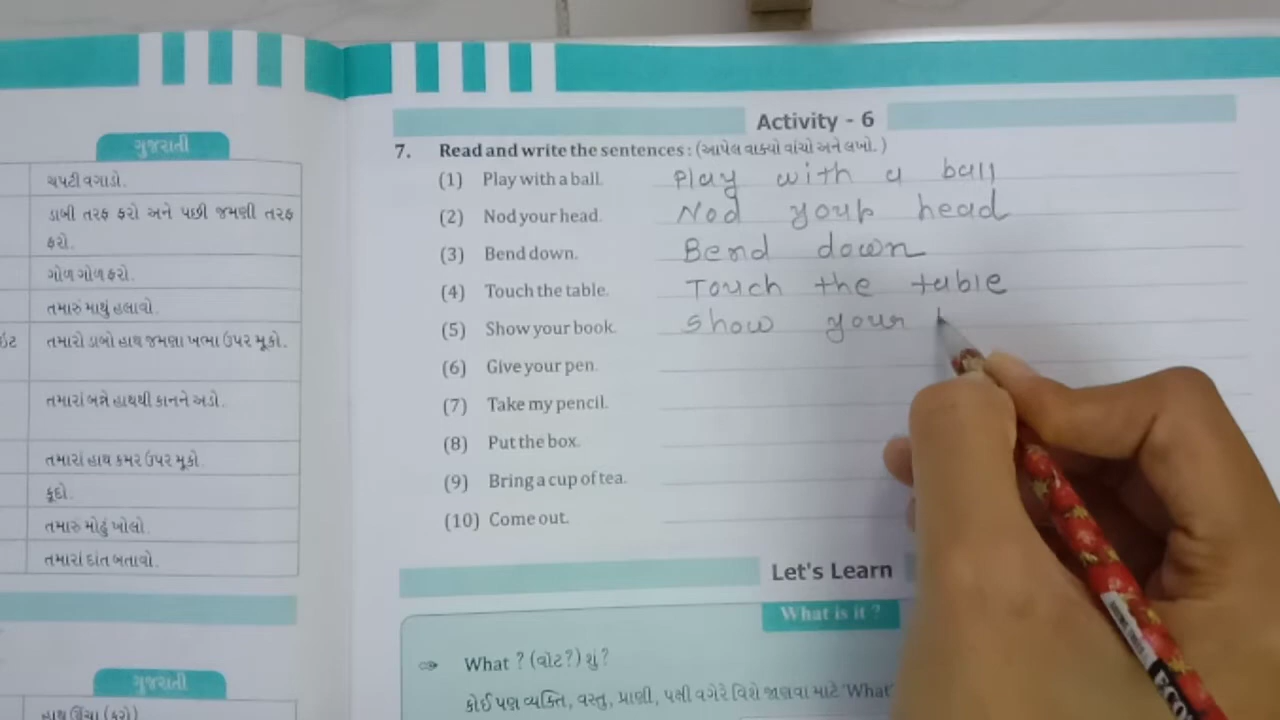 ગુજરાતી
ચપટી વગાડો.
ડાબી તરફ ફરો અને પછી જમણી તરફ
ફરો.
ગોળ ગોળ ફરો.
તમારું માથું હલાવો.
તમારો ડાબો હાથ જમણા ખભા ઉપર મૂકો.
તમારાં બન્ને હાથથી કાનને અડો.
તમારાં હાથ કમર ઉપર મૂકો.
કૂદો.
તમારું મોઢું ખોલો.
તમારાં દાંત બતાવો.
ગુજરાતી
હાથ ઊંચા (કરો)
Activity - 6
7. Read and write the sentences : (આપેલ વાક્યો વાંચો અને લખો.)
(1) Play with a ball. Play with a ball
(2) Nod your head. Nod your head
(3) Bend down. Bend down
(4) Touch the table. Touch the table
(5) Show your book. Show your
(6) Give your pen.
(7) Take my pencil.
(8) Put the box.
(9) Bring a cup of tea.
(10) Come out.
Let's Learn
What is it ?
What ? (વોટ?) શું?
કોઈ પણ વ્યક્તિ, વસ્તુ, પ્રાણી, પક્ષી વગેરે વિશે જાણવા માટે 'What'